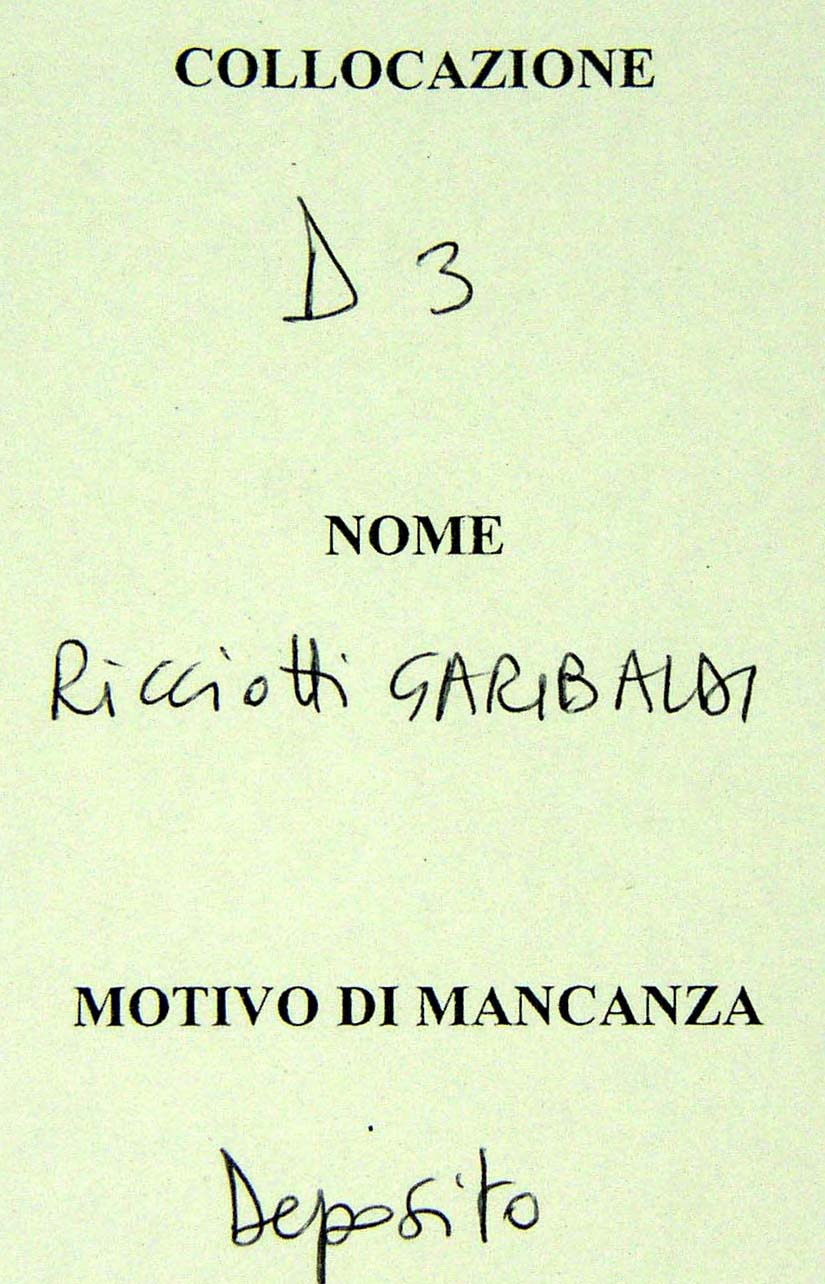 COLLOCAZIONE
D 3
NOME
Ricciotti GARIBALDI
MOTIVO DI MANCANZA
Deposito